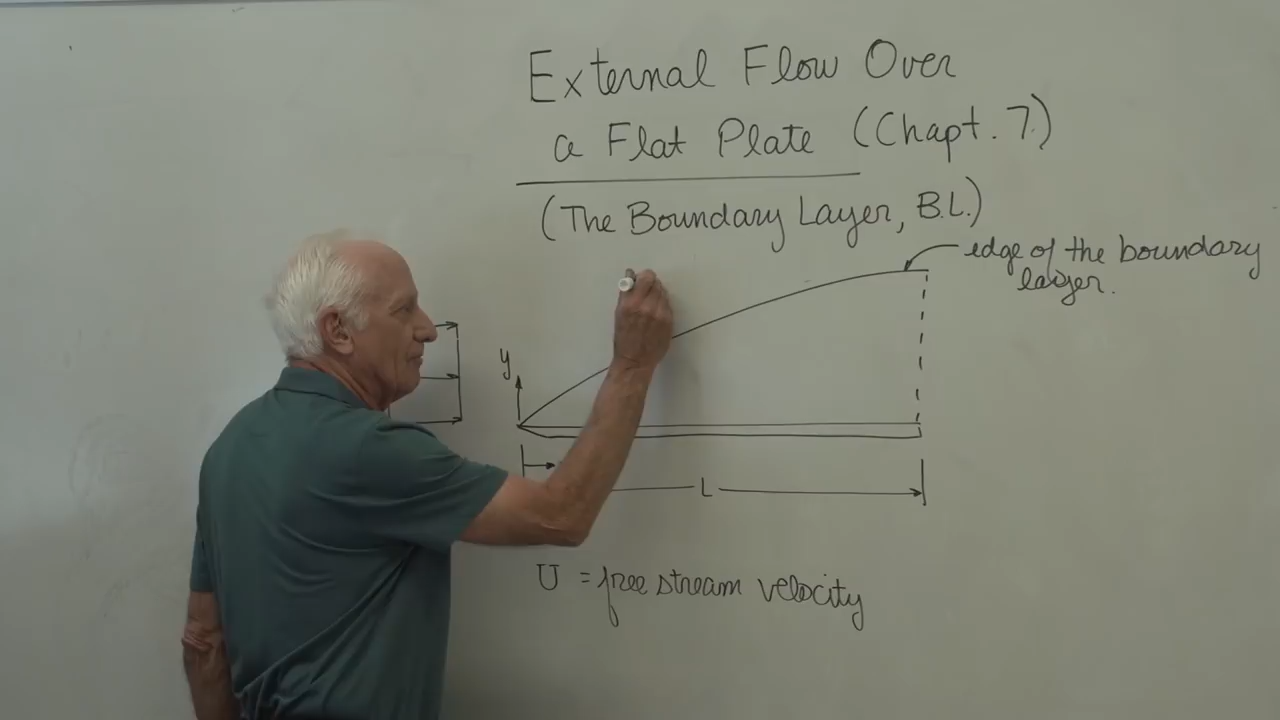 External Flow Over
a Flat Plate (Chapt. 7)
(The Boundary Layer, B.L.)
edge of the boundary
layer.
y
L
U = free stream velocity